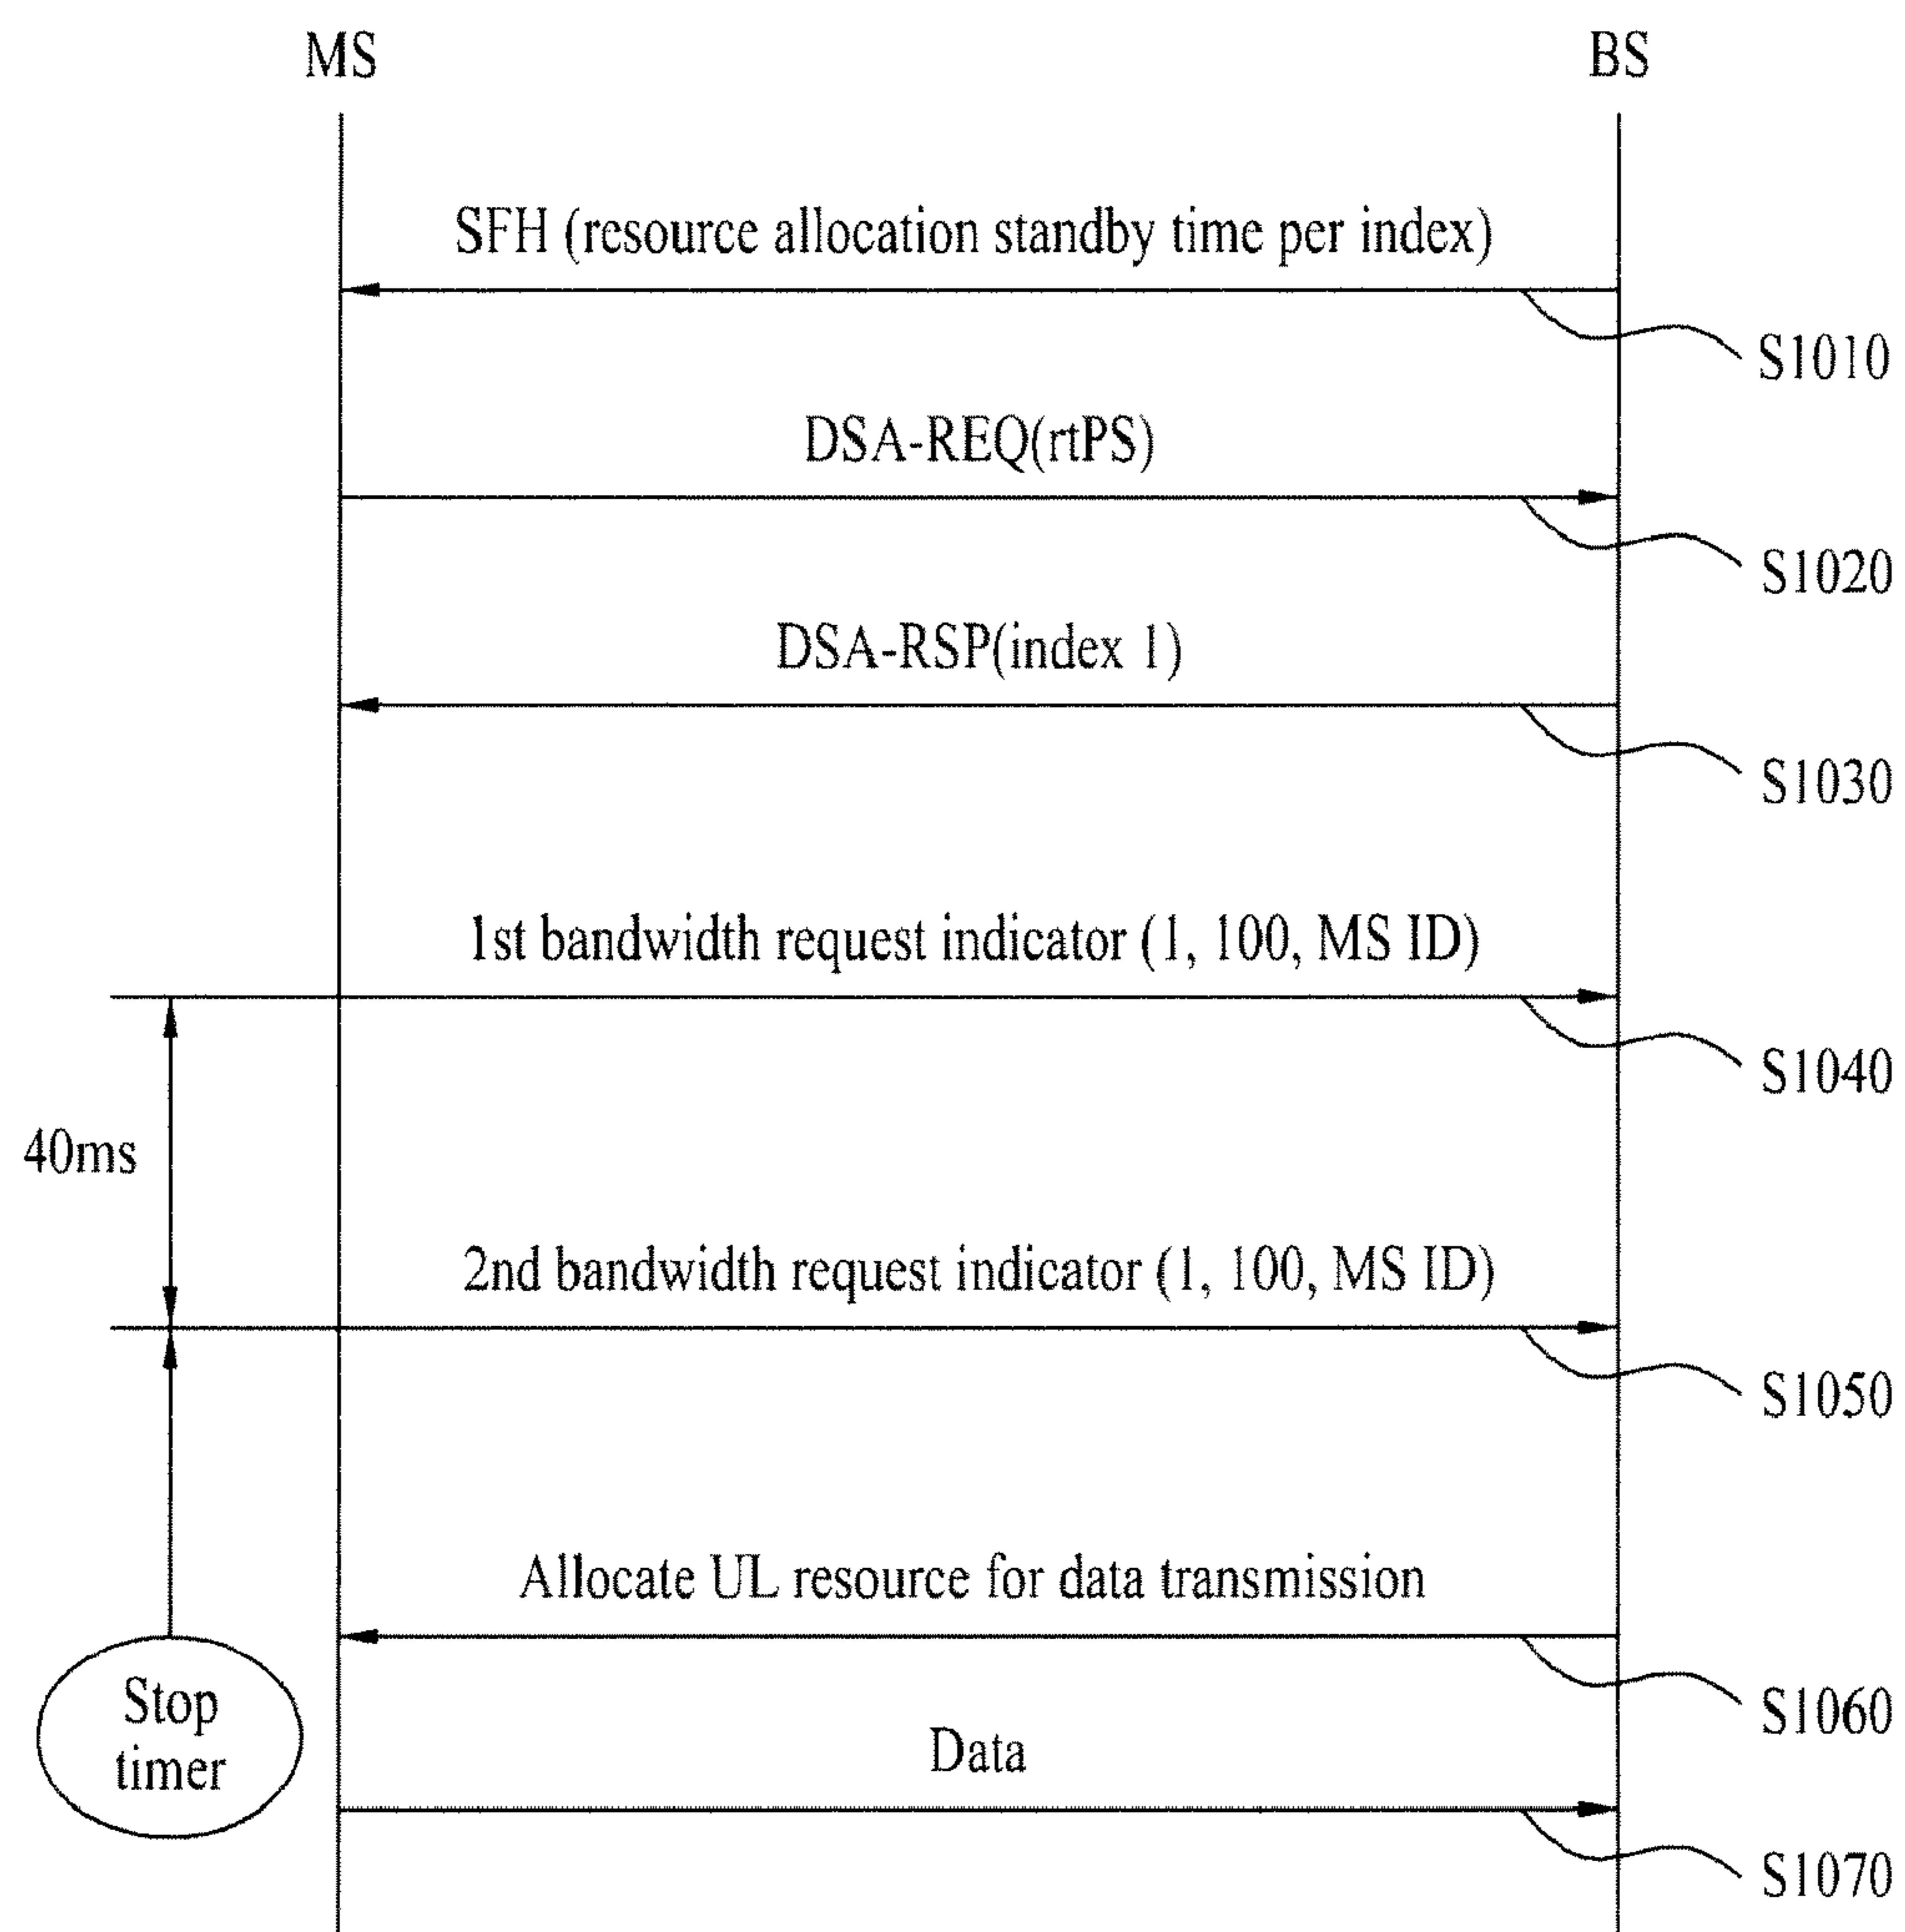 MS
BS
SFH (resource allocation standby time per index)
S1010
DSA-REQ(rtPS)
S1020
DSA-RSP(index 1)
S1030
1st bandwidth request indicator (1, 100, MS ID)
S1040
40ms
2nd bandwidth request indicator (1, 100, MS ID)
S1050
Allocate UL resource for data transmission
S1060
Stop
timer
Data
S1070